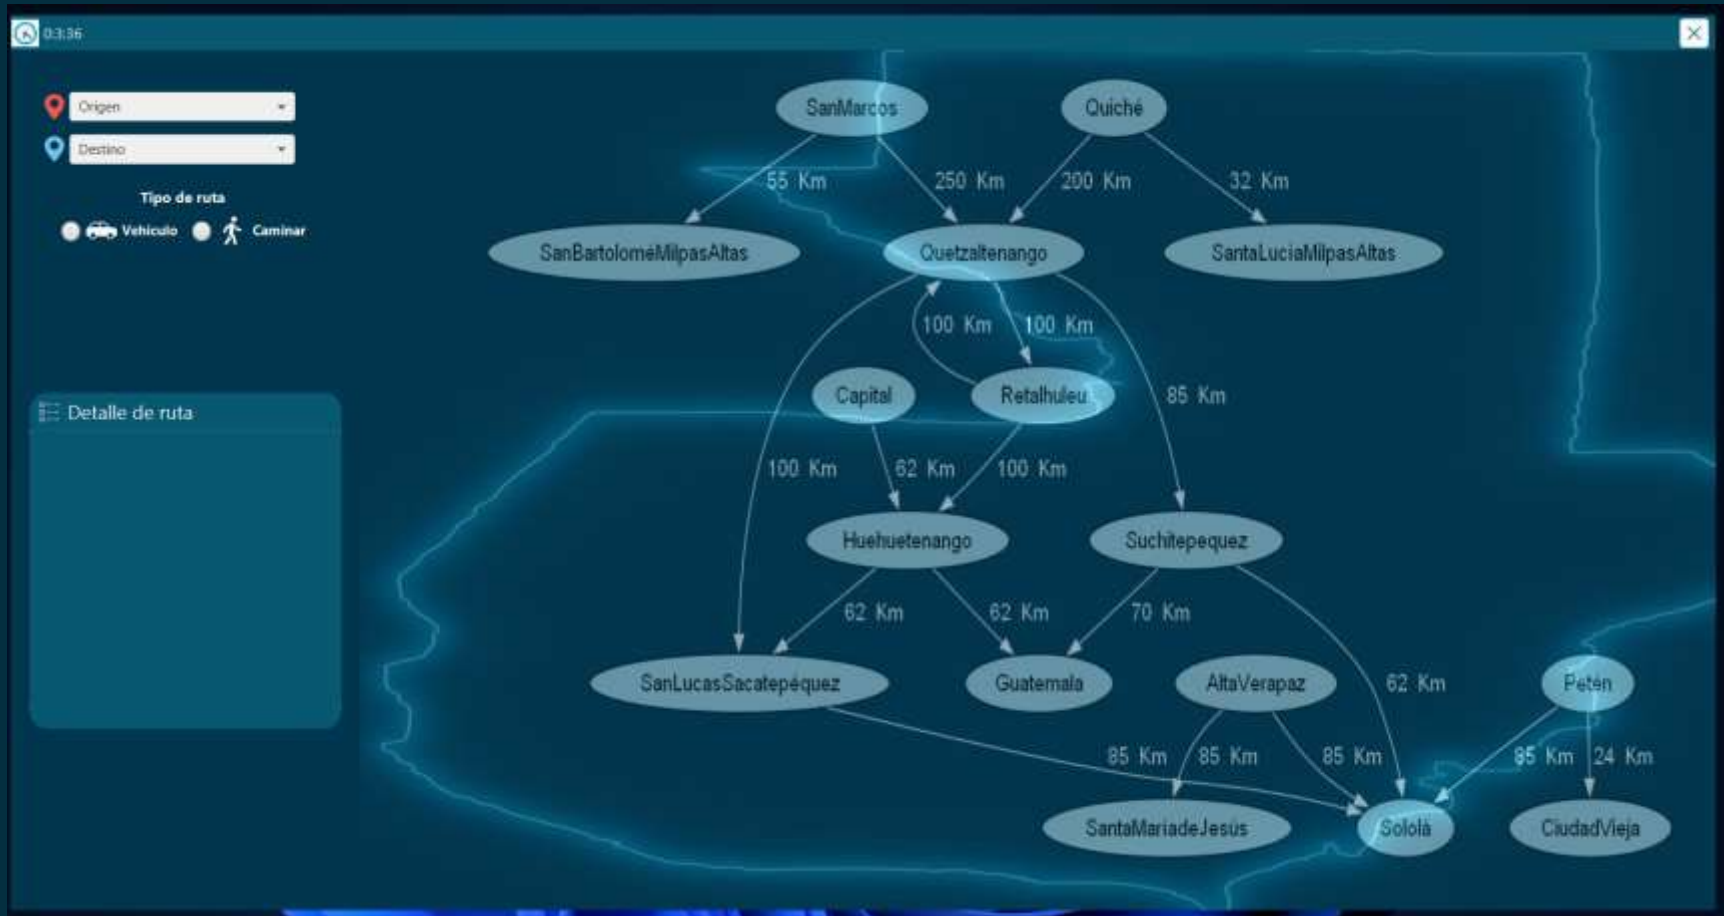 0:3:36
Origen
Destino
Tipo de ruta
Vehiculo
Caminar
Detalle de ruta
SanMarcos
Quiché
55 Km
250 Km
200 Km
32 Km
SanBartoloméMilpasAltas
Quetzaltenango
SantaLuciaMilpasAltas
100 Km
100 Km
Capital
Retalhuleu
85 Km
100 Km
62 Km
100 Km
Huehuetenango
Suchitepequez
62 Km
62 Km
70 Km
SanLucasSacatepéquez
Guatemala
AltaVerapaz
62 Km
Petén
85 Km
85 Km
85 Km
85 Km
24 Km
SantaMaríadeJesús
Sololá
CiudadVieja